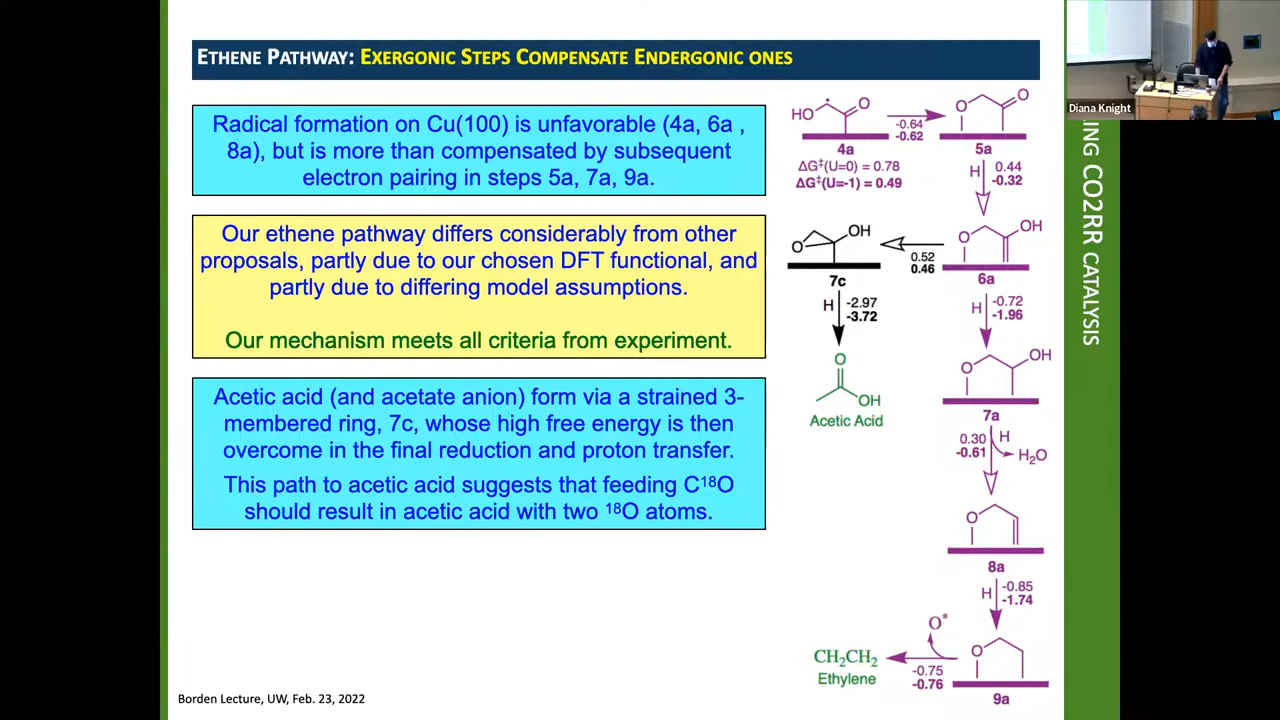 ETHENE PATHWAY: EXERGONIC STEPS COMPENSATE ENDERGONIC ONES
Radical formation on Cu(100) is unfavorable (4a, 6a ,
8a), but is more than compensated by subsequent
electron pairing in steps 5a, 7a, 9a.
Our ethene pathway differs considerably from other
proposals, partly due to our chosen DFT functional, and
partly due to differing model assumptions.
Our mechanism meets all criteria from experiment.
Acetic acid (and acetate anion) form via a strained 3-
membered ring, 7c, whose high free energy is then
overcome in the final reduction and proton transfer.
This path to acetic acid suggests that feeding C¹⁸O
should result in acetic acid with two ¹⁸O atoms.
Borden Lecture, UW, Feb. 23, 2022
HO
O
4a
-0.64
-0.62
O
O
5a
ΔG‡(U=0) = 0.78
ΔG‡(U=-1) = 0.49
H
0.44
-0.32
O
OH
6a
0.52
0.46
O
OH
7c
H
-2.97
-3.72
O
OH
Acetic Acid
H
-0.72
-1.96
O
OH
7a
0.30
-0.61
H
H₂O
O
8a
H
-0.85
-1.74
O
9a
O*
-0.75
-0.76
CH₂CH₂
Ethylene
Diana Knight
ING CO2RR CATALYSIS